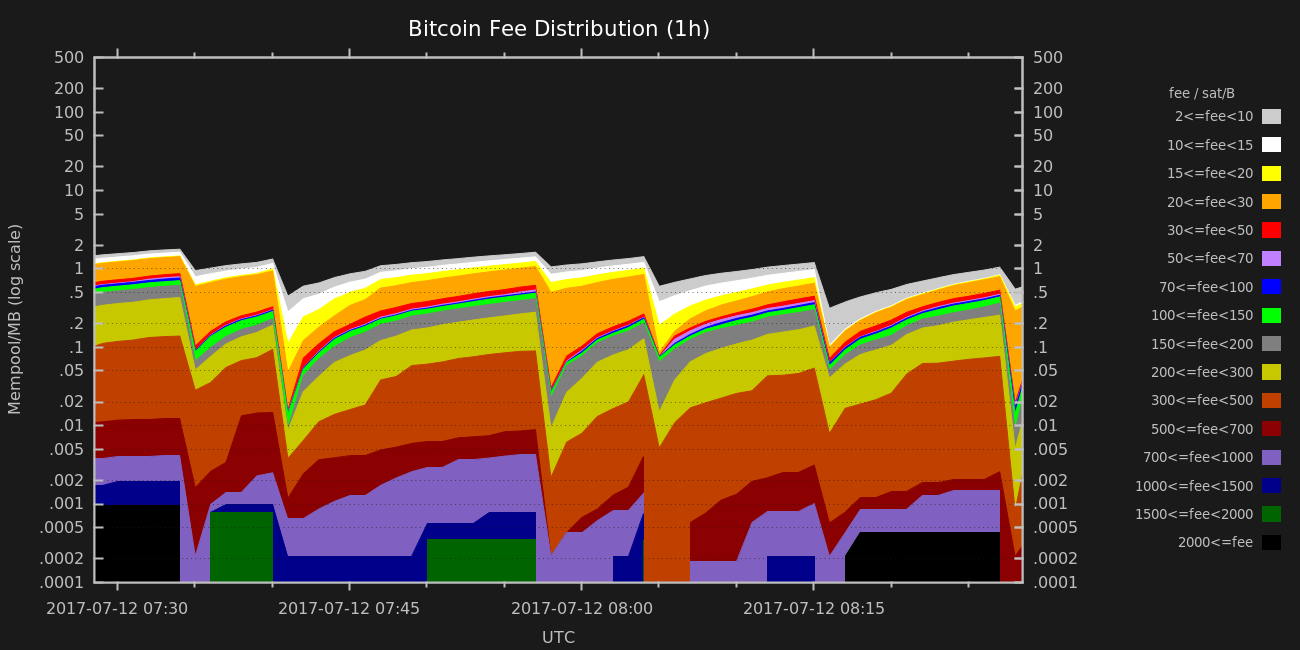 Bitcoin Fee Distribution (1h)
500
200
100
50
20
10
5
2
1
.5
.2
.1
.05
.02
.01
.005
.002
.001
.0005
.0002
.0001
Mempool/MB (log scale)
500
200
100
50
20
10
5
2
1
.5
.2
.1
.05
.02
.01
.005
.002
.001
.0005
.0002
.0001
2017-07-12 07:30
2017-07-12 07:45
2017-07-12 08:00
2017-07-12 08:15
UTC
fee / sat/B
2<=fee<10
10<=fee<15
15<=fee<20
20<=fee<30
30<=fee<50
50<=fee<70
70<=fee<100
100<=fee<150
150<=fee<200
200<=fee<300
300<=fee<500
500<=fee<700
700<=fee<1000
1000<=fee<1500
1500<=fee<2000
2000<=fee